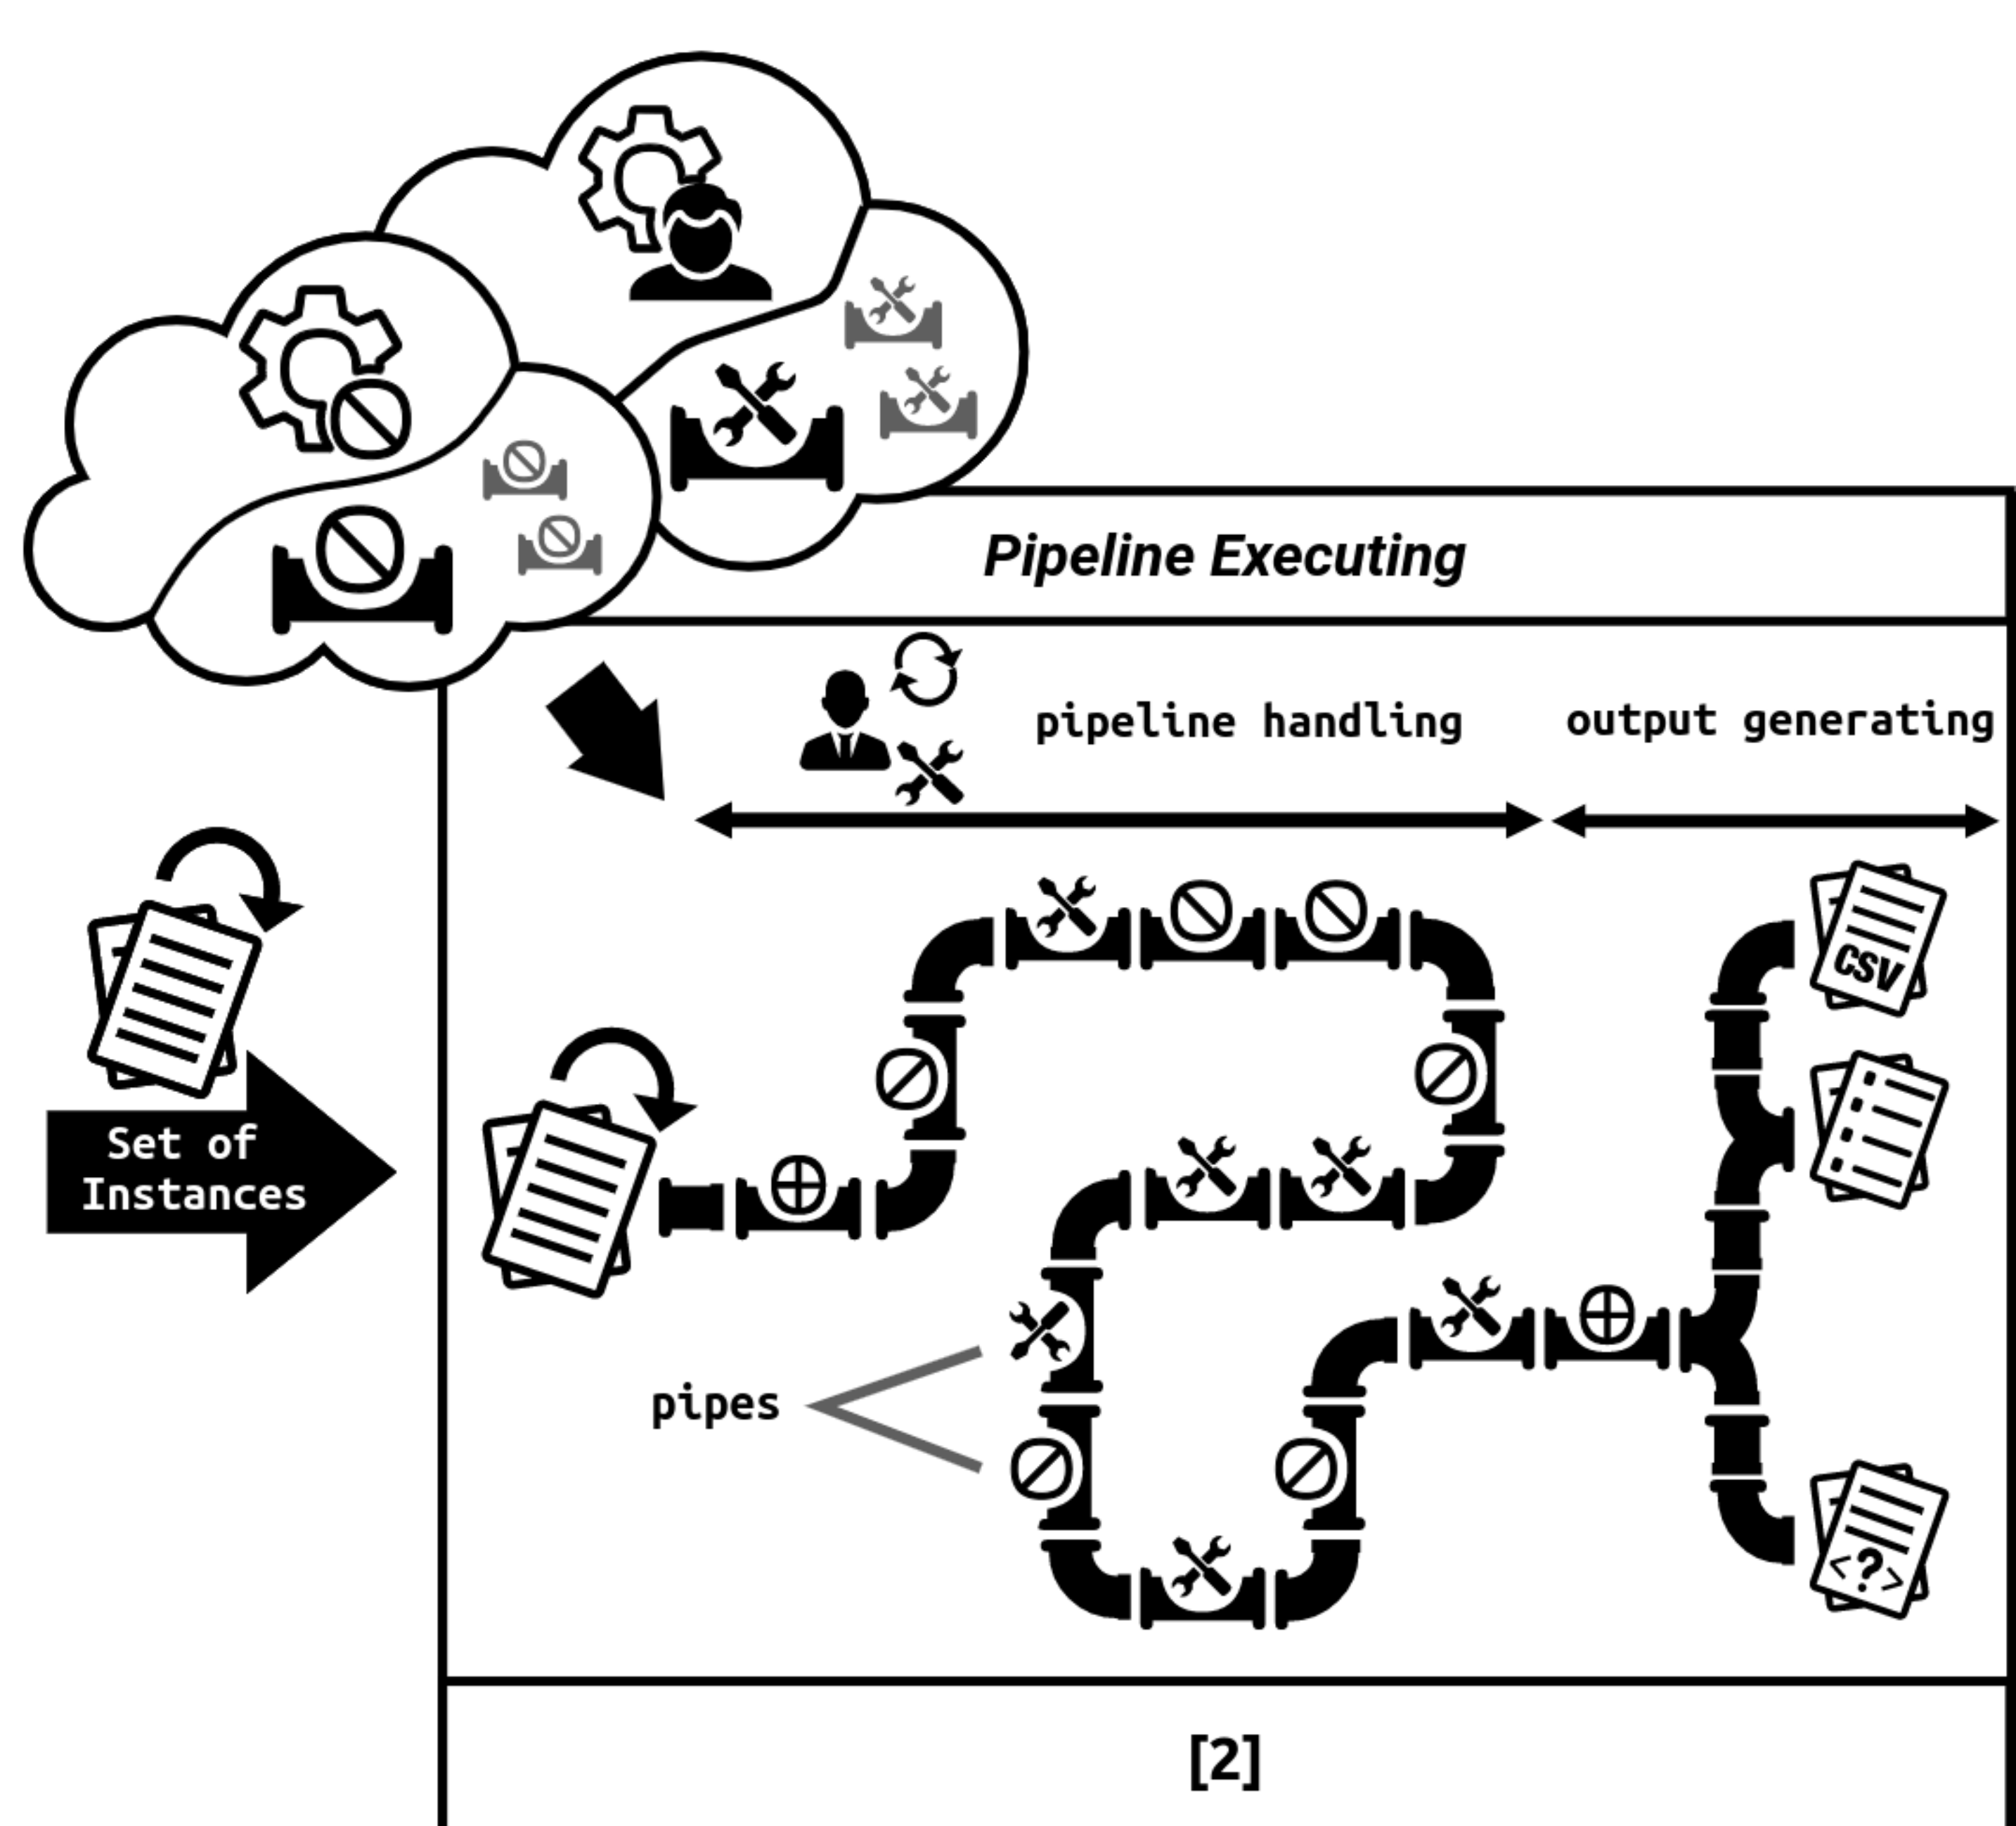 Pipeline Executing
pipeline handling
output generating
CSV
Set of
Instances
pipes
<?>
[2]